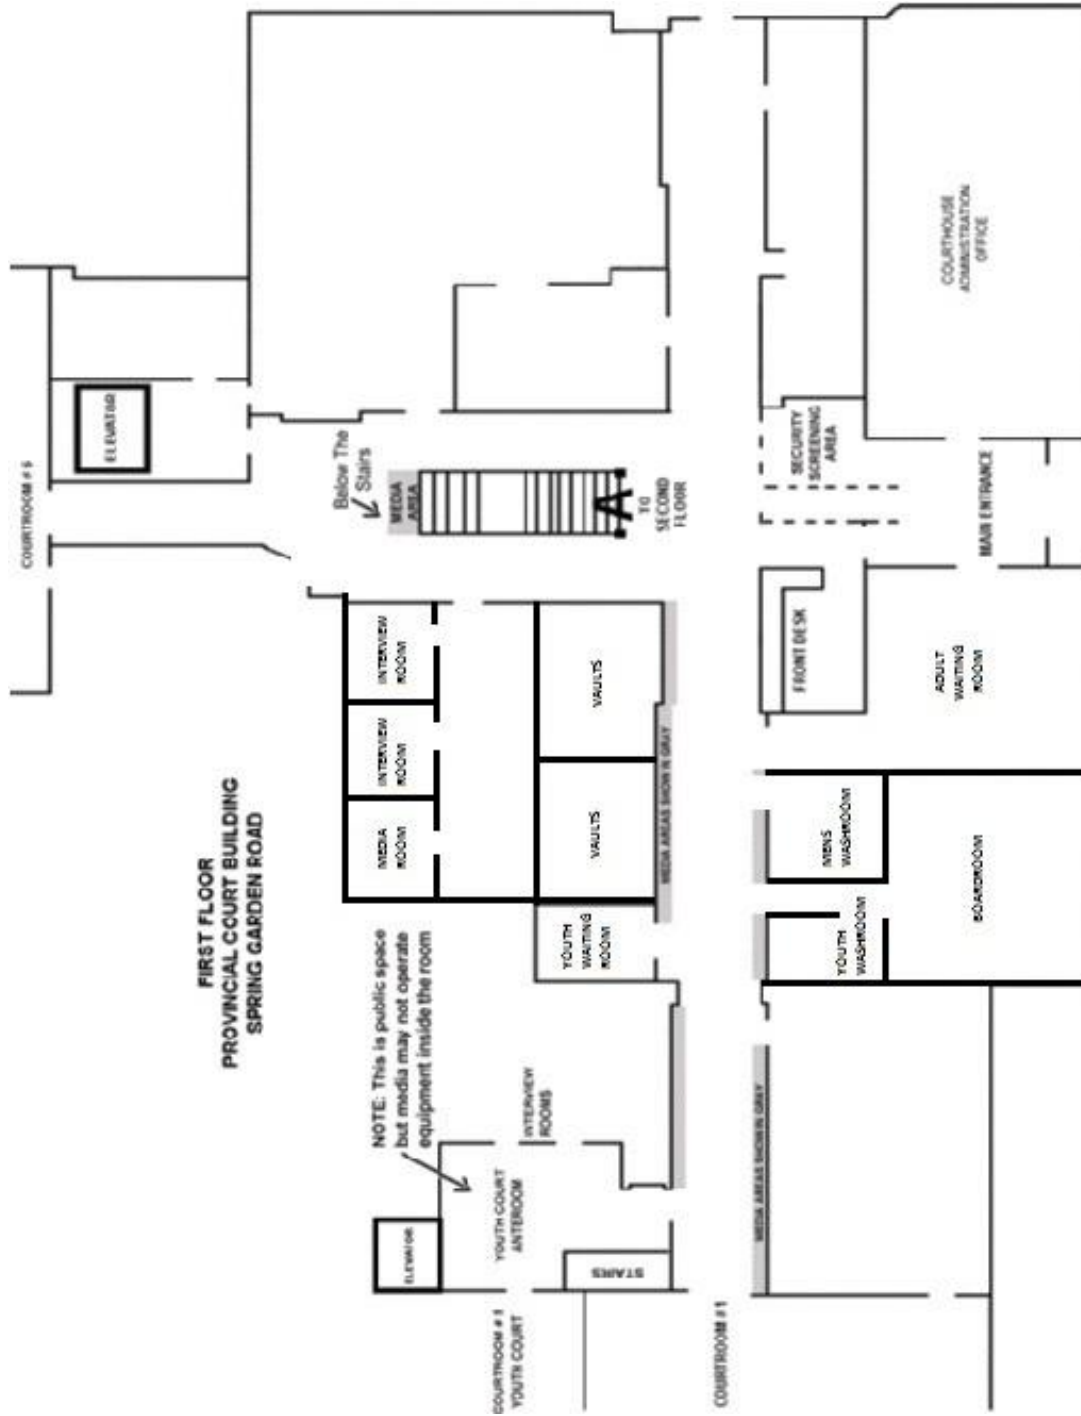 FIRST FLOOR
PROVINCIAL COURT BUILDING
SPRING GARDEN ROAD
COURTROOM # 6
ELEVATOR
Below The
Stairs
MEDIA
AREA
A
TO
SECOND
FLOOR
SECURITY
SCREENING
AREA
COURTHOUSE
ADMINISTRATION
OFFICE
MAIN ENTRANCE
FRONT DESK
ADULT
WAITING
ROOM
INTERVIEW
ROOM
INTERVIEW
ROOM
MEDIA
ROOM
VAULTS
VAULTS
MEDIA AREAS SHOWN GRAY
YOUTH
WAITING
ROOM
MENS
WASHROOM
YOUTH
WASHROOM
BOARDROOM
NOTE: This is public space
but media may not operate
equipment inside the room
INTERVIEW
ROOMS
YOUTH COURT
ANTEROOM
ELEVATOR
STAIRS
MEDIA AREAS SHOWN GRAY
YOUTH COURT
COURTROOM #1